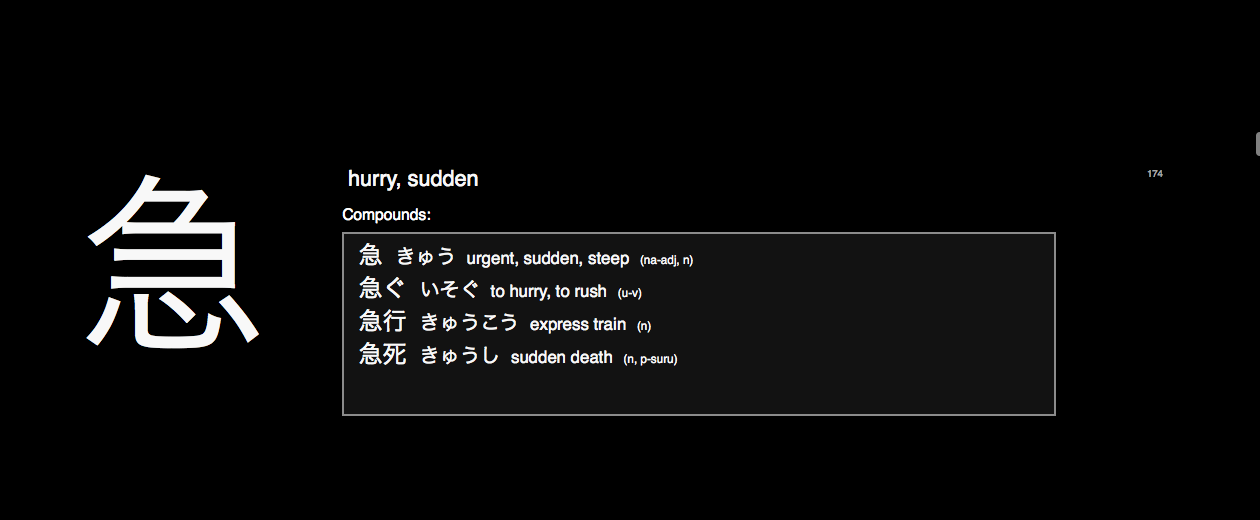 急
hurry, sudden
174
Compounds:
急 きゅう urgent, sudden, steep (na-adj, n)
急ぐ いそぐ to hurry, to rush (u-v)
急行 きゅうこう express train (n)
急死 きゅうし sudden death (n, p-suru)